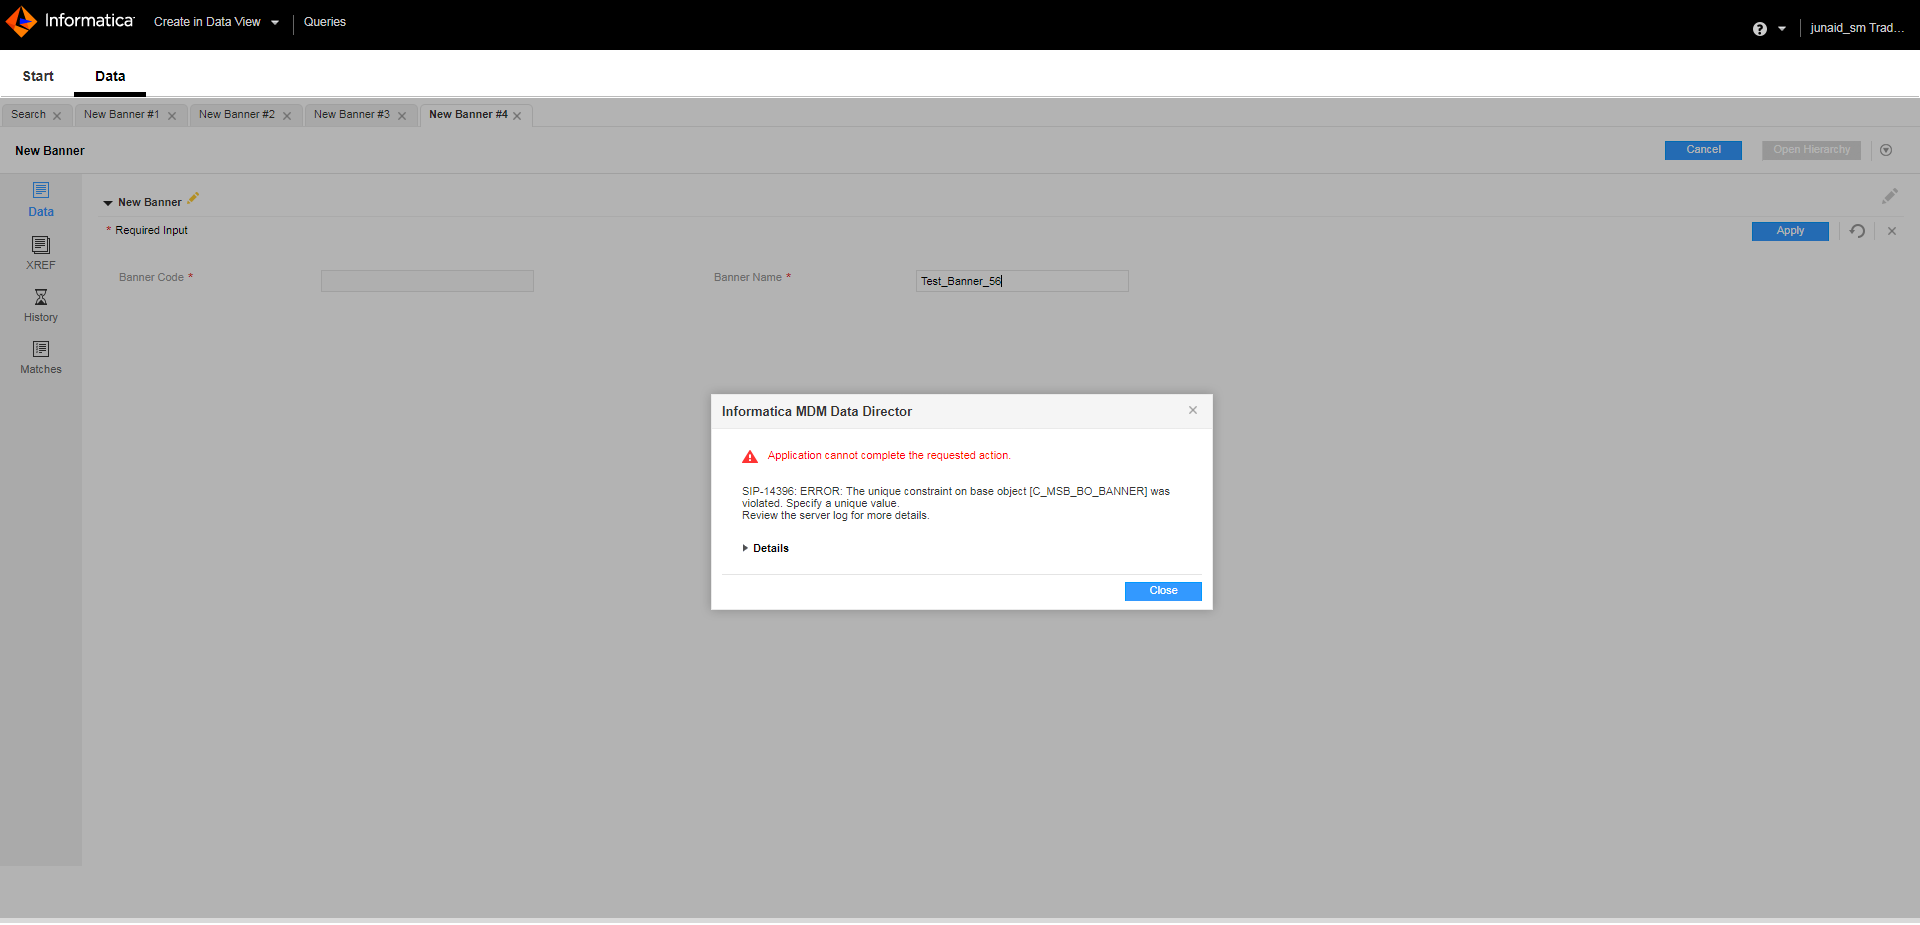 Informatica Create in Data View Queries junaid_sm Trad...
Start Data
Search New Banner #1 New Banner #2 New Banner #3 New Banner #4
New Banner Cancel Open Hierarchy
Data
New Banner
* Required Input Apply
XREF
Banner Code * Banner Name * Test_Banner_56
History
Matches
Informatica MDM Data Director
Application cannot complete the requested action.
SIP-14396: ERROR: The unique constraint on base object [C_MSB_BO_BANNER] was
violated. Specify a unique value.
Review the server log for more details.
Details
Close